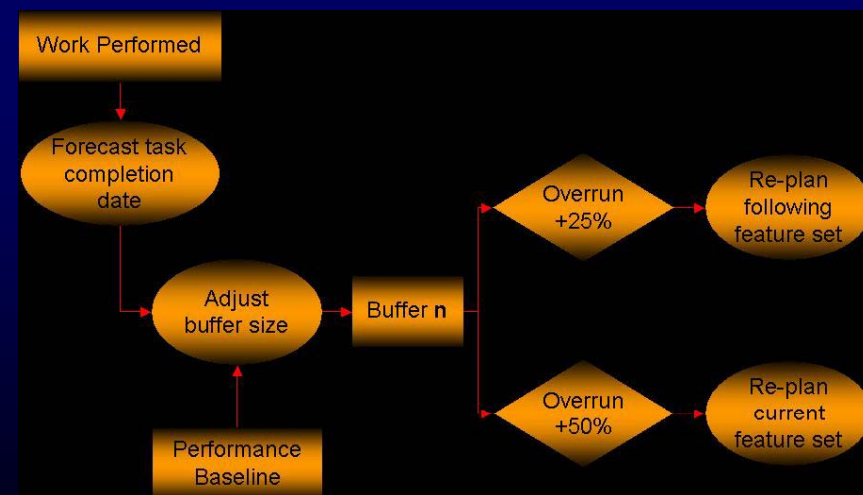 Work Performed
Forecast task
completion
date
Adjust
buffer size
Performance
Baseline
Buffer n
Overrun
+25%
Re-plan
following
feature set
Overrun
+50%
Re-plan
current
feature set